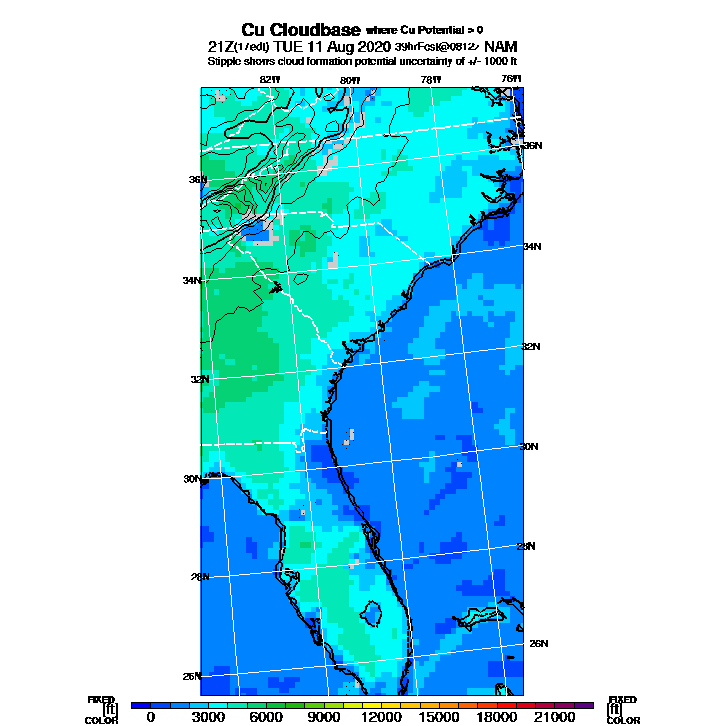 Cu Cloudbase where Cu Potential > 0
21Z(17edt) TUE 11 Aug 2020 39hrFcst@0812z NAM
Stipple shows cloud formation potential uncertainty of +/- 1000 ft
82W 80W 78W 76W
36N
36N
34N
34N
32N
32N
30N
30N
28N
28N
26N
26N
FIXED FIXED
[ft] [ft]
COLOR 0 3000 6000 9000 12000 15000 18000 21000 COLOR